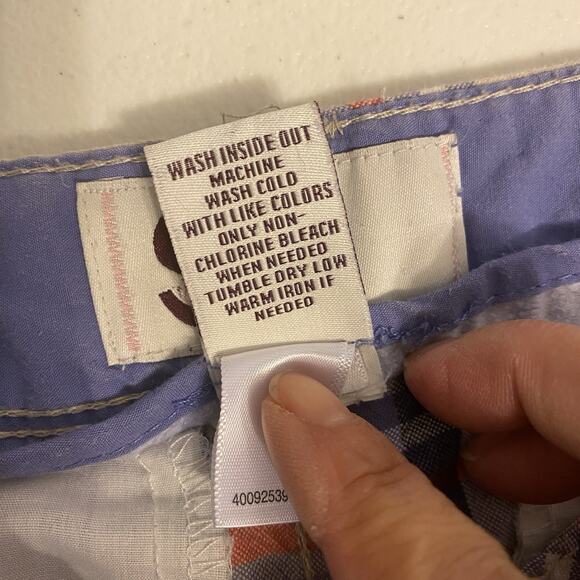 WASH INSIDE OUT
MACHINE
WASH COLD
WITH LIKE COLORS
ONLY NON-
CHLORINE BLEACH
WHEN NEEDED
TUMBLE DRY LOW
WARM IRON IF
NEEDED
S
40092539